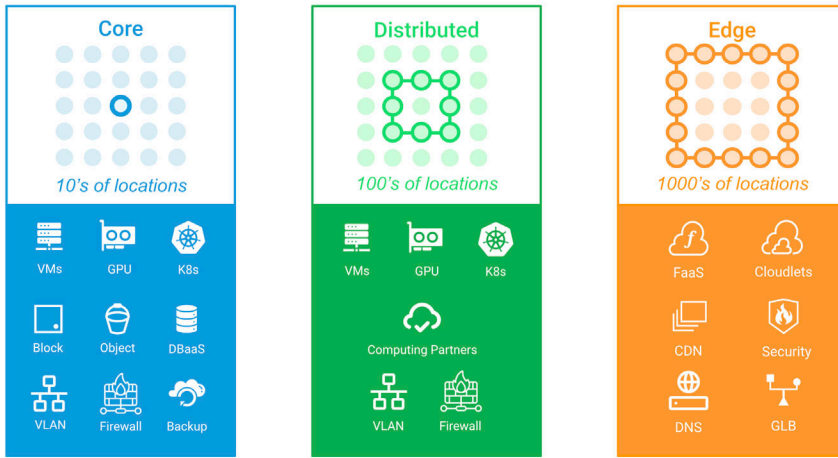 Core
10's of locations
VMs GPU K8s
Block Object DBaaS
VLAN Firewall Backup
Distributed
100's of locations
VMs GPU K8s
Computing Partners
VLAN Firewall
Edge
1000's of locations
FaaS Cloudlets
CDN Security
DNS GLB